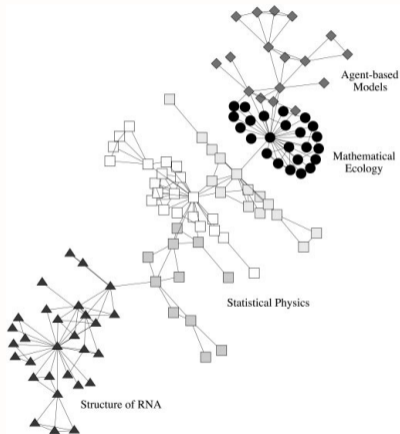 Agent-based
Models
Mathematical
Ecology
Statistical Physics
Structure of RNA